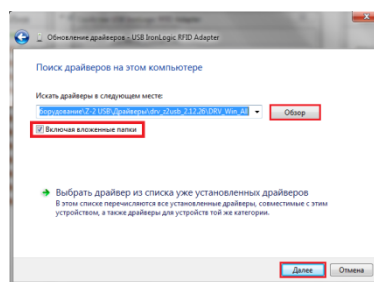 Обновление драйверов - USB IronLogic RFID Adapter
Поиск драйверов на этом компьютере
Искать драйверы в следующем месте:
борудование\Z-2 USB\Драйверы\drv_z2usb_2.12.26\DRV_Win_All
Обзор
Включая вложенные папки
Выбрать драйвер из списка уже установленных драйверов
В этом списке перечисляются все установленные драйверы, совместимые с этим
устройством, а также драйверы для устройств той же категории.
Далее
Отмена